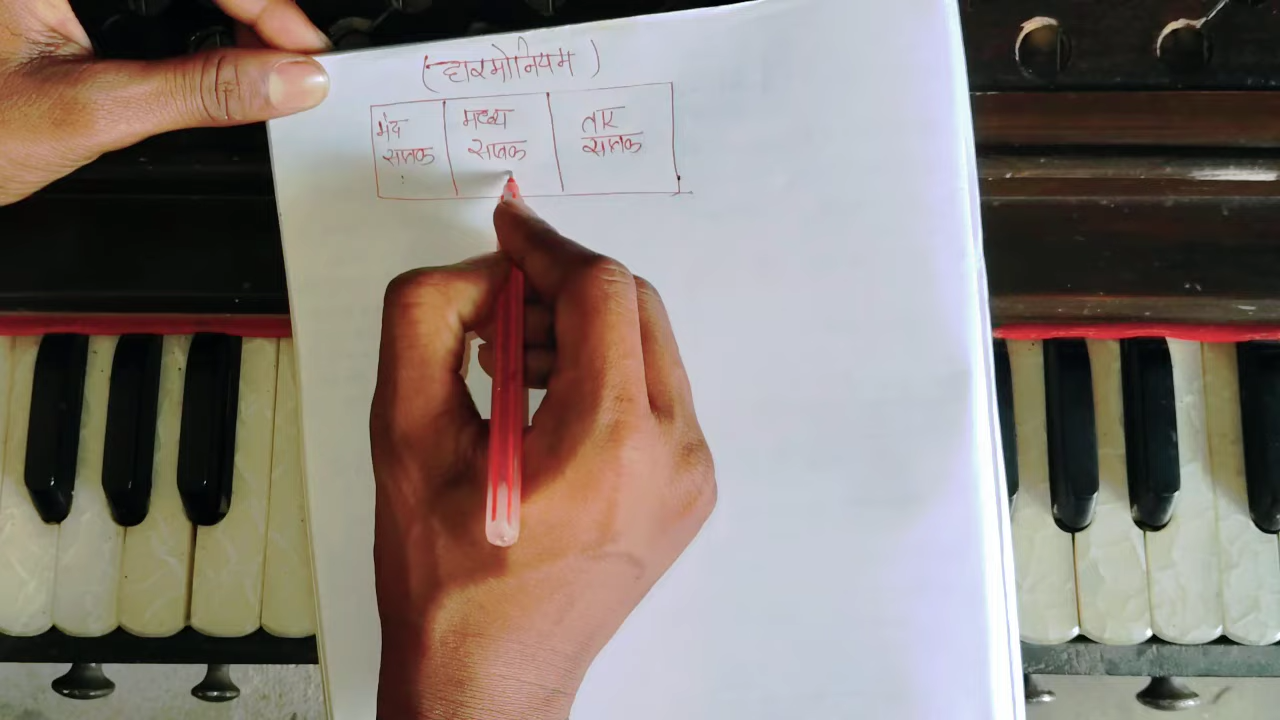 (हारमोनियम)
मंद मध्य तार
सप्तक सप्तक सप्तक